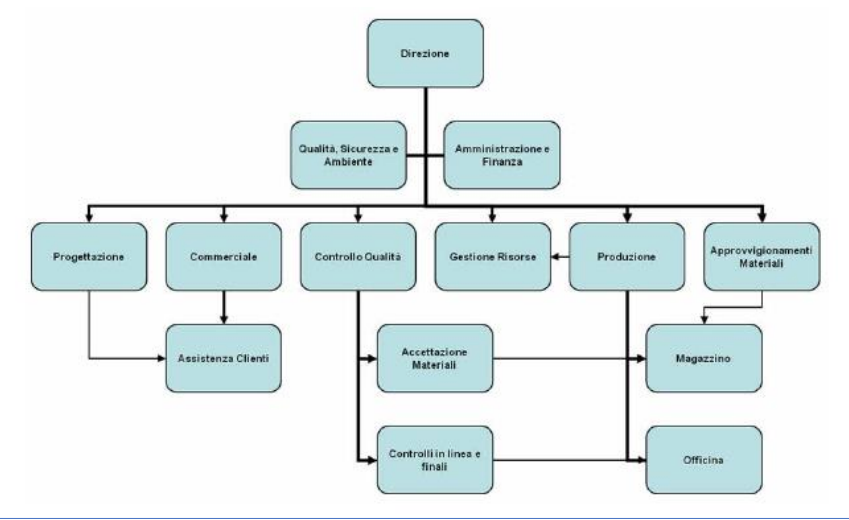 Direzione
Qualità, Sicurezza e
Ambiente
Amministrazione e
Finanza
Progettazione
Commerciale
Controllo Qualità
Gestione Risorse
Produzione
Approvvigionamenti
Materiali
Assistenza Clienti
Accettazione
Materiali
Magazzino
Controlli in linea e
finali
Officina